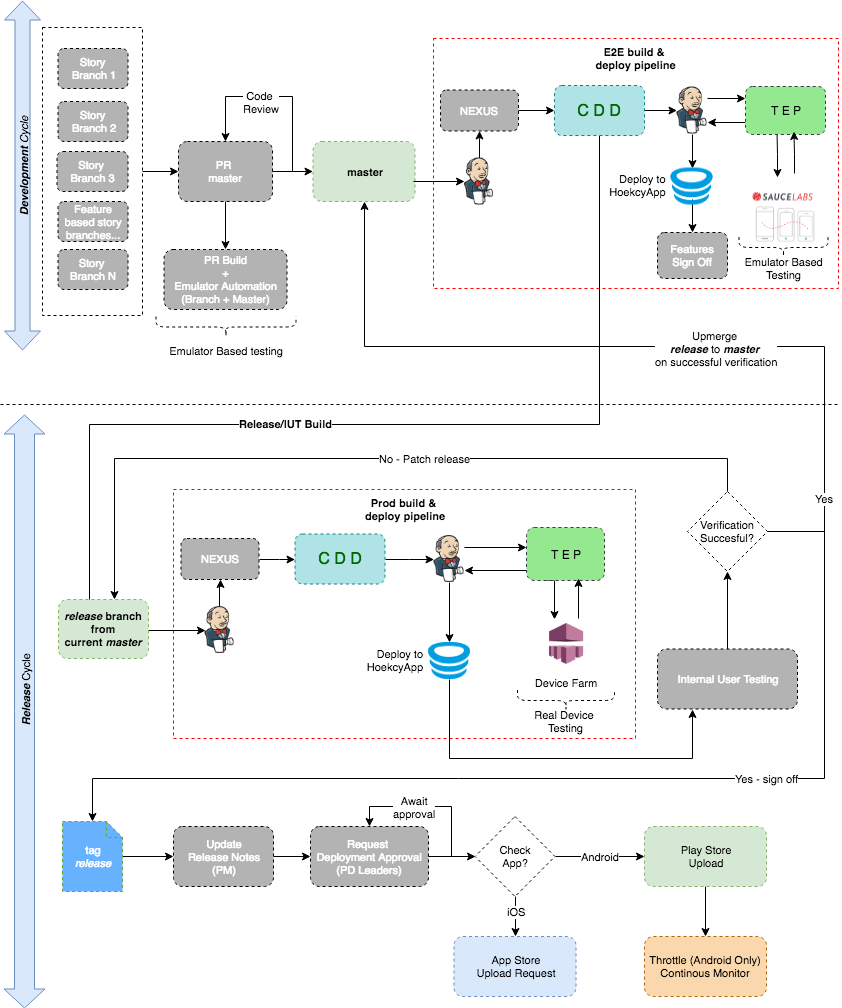 Development Cycle
Story
Branch 1
Story
Branch 2
Story
Branch 3
Feature
based story
branches...
Story
Branch N
Code
Review
PR
master
PR Build
+
Emulator Automation
(Branch + Master)
Emulator Based testing
master
E2E build &
deploy pipeline
NEXUS
CDD
TEP
Deploy to
HoekcyApp
Features
Sign Off
SAUCELABS
Emulator Based
Testing
Upmerge
release to master
on successful verification
Release Cycle
Release/IUT Build
No - Patch release
Prod build &
deploy pipeline
NEXUS
CDD
TEP
release branch
from
current master
Deploy to
HoekcyApp
Device Farm
Real Device
Testing
Verification
Succesful?
Yes
Internal User Testing
Yes - sign off
tag
release
Update
Release Notes
(PM)
Await
approval
Request
Deployment Approval
(PD Leaders)
Check
App?
Android
Play Store
Upload
iOS
App Store
Upload Request
Throttle (Android Only)
Continous Monitor